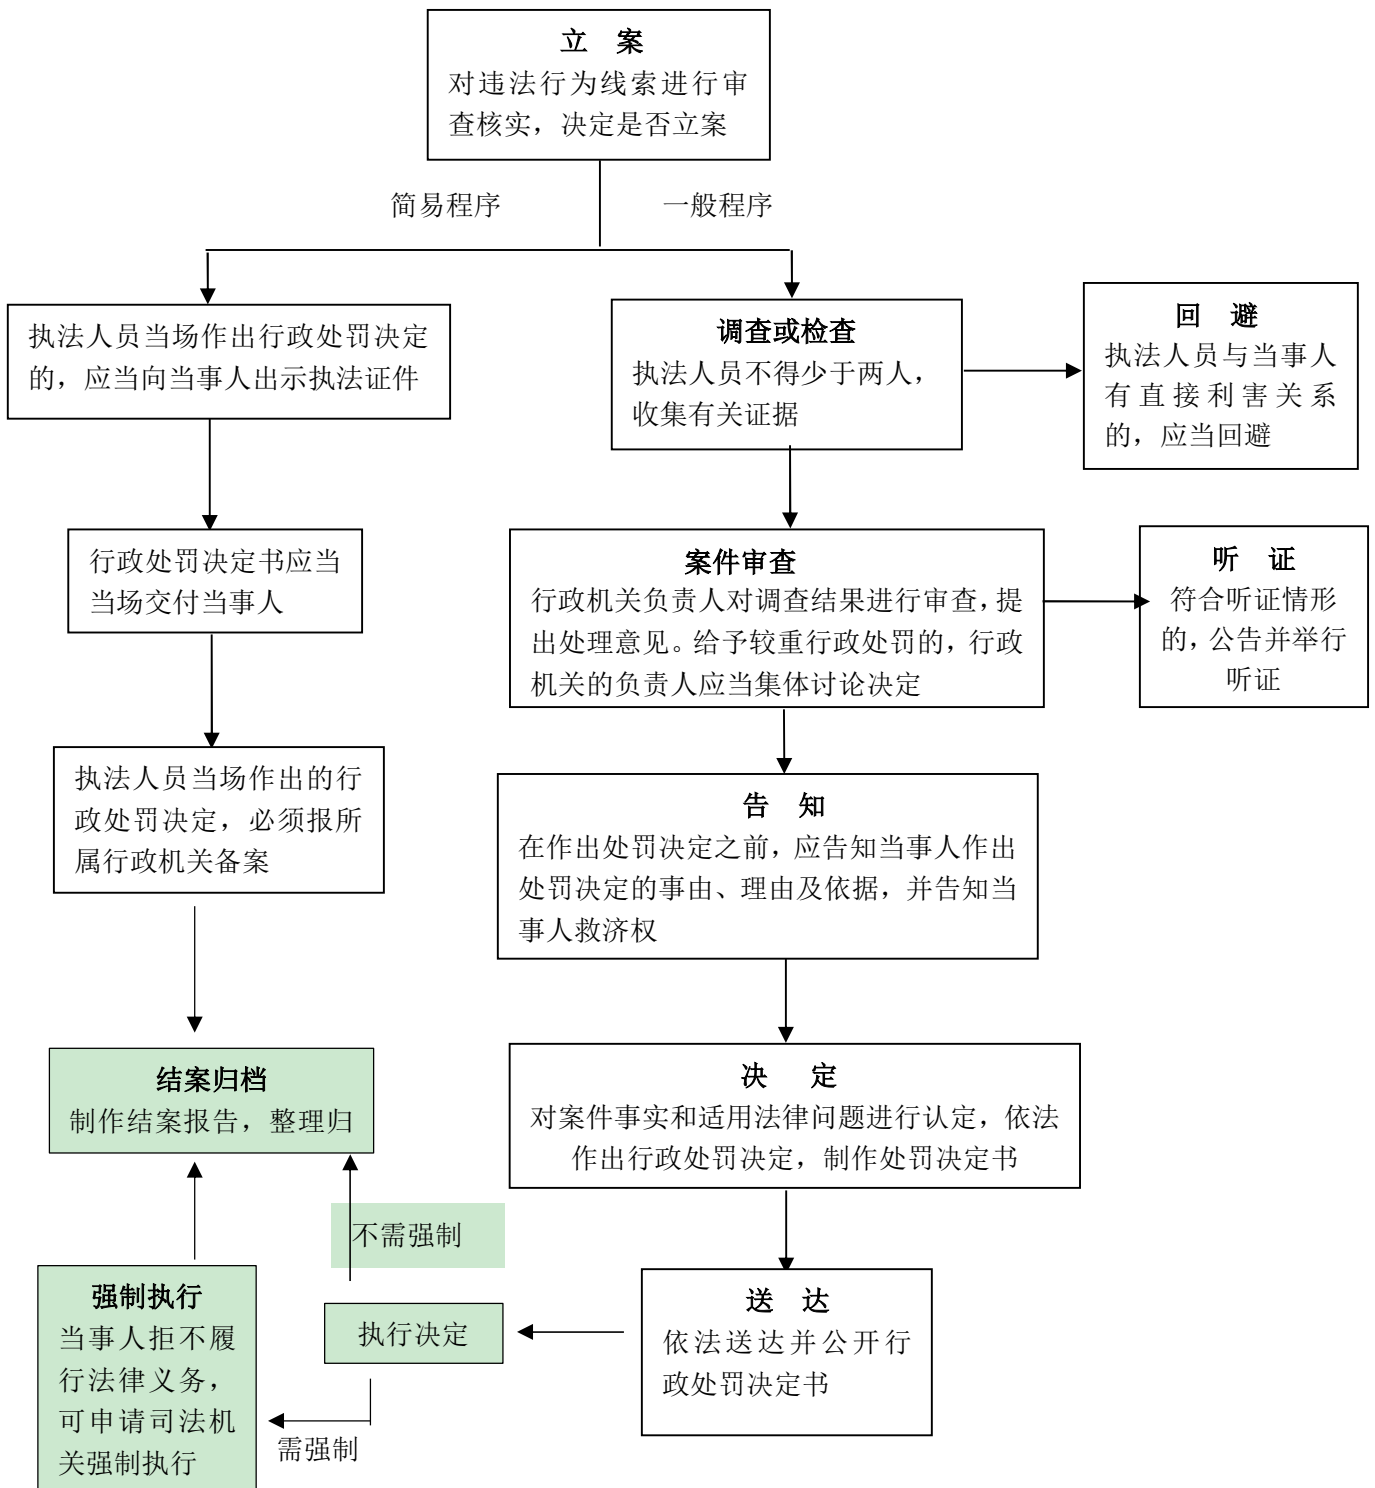 立 案
对违法行为线索进行审
查核实，决定是否立案
简易程序
一般程序
执法人员当场作出行政处罚决定
的，应当向当事人出示执法证件
调查或检查
执法人员不得少于两人，
收集有关证据
回 避
执法人员与当事人
有直接利害关系
的，应当回避
行政处罚决定书应当
当场交付当事人
案件审查
行政机关负责人对调查结果进行审查，提
出处理意见。给予较重行政处罚的，行政
机关的负责人应当集体讨论决定
听 证
符合听证情形
的，公告并举行
听证
执法人员当场作出的行
政处罚决定，必须报所
属行政机关备案
告 知
在作出处罚决定之前，应告知当事人作出
处罚决定的事由、理由及依据，并告知当
事人救济权
结案归档
制作结案报告，整理归
决 定
对案件事实和适用法律问题进行认定，依法
作出行政处罚决定，制作处罚决定书
不需强制
强制执行
当事人拒不履
行法律义务，
可申请司法机
关强制执行
执行决定
需强制
送 达
依法送达并公开行
政处罚决定书